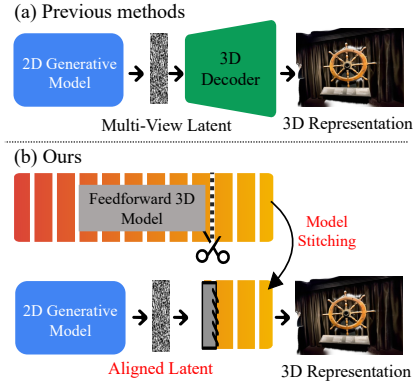 (a) Previous methods
2D Generative
Model
3D
Decoder
Multi-View Latent
3D Representation
(b) Ours
Feedforward 3D
Model
Model
Stitching
2D Generative
Model
Aligned Latent
3D Representation